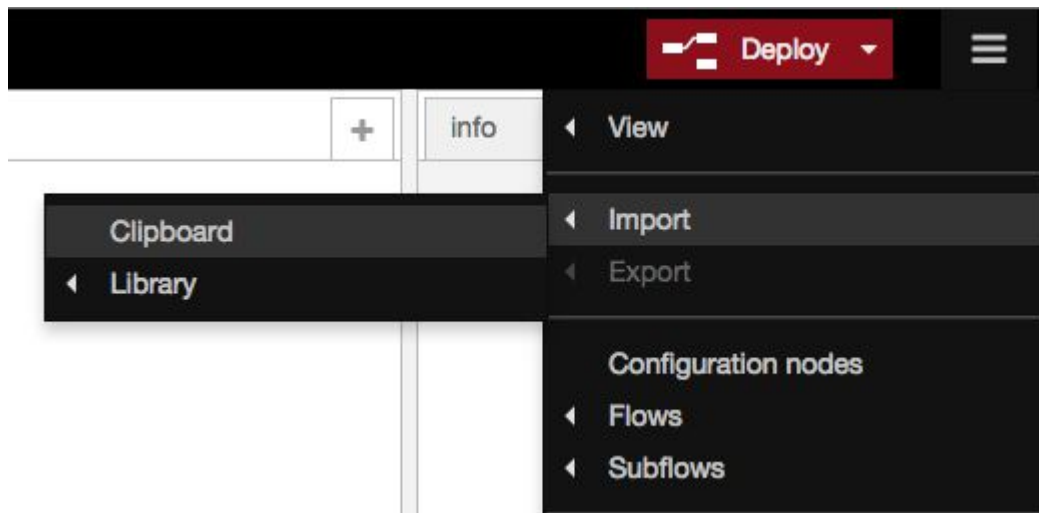 Deploy
+
info
View
Clipboard
Import
Library
Export
Configuration nodes
Flows
Subflows